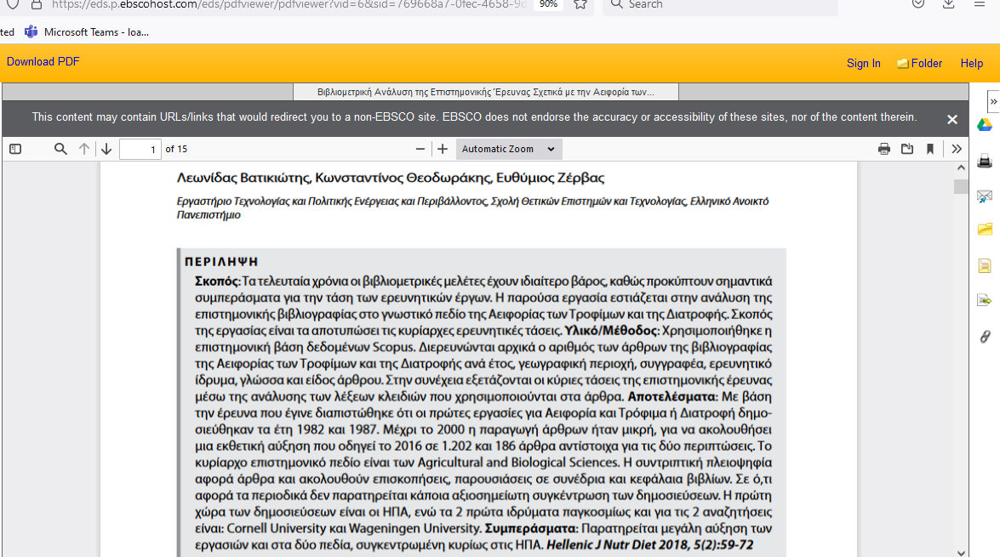 https://eds.p.ebscohost.com/eds/pdfviewer/pdfviewer?vid=6&sid=769668a7-0fec-4658-9d
90%
Search
ted Microsoft Teams - loa...
Download PDF
Sign In Folder Help
Βιβλιομετρική Ανάλυση της Επιστημονικής Έρευνας Σχετικά με την Αειφορία των...
This content may contain URLs/links that would redirect you to a non-EBSCO site. EBSCO does not endorse the accuracy or accessibility of these sites, nor of the content therein.
1 of 15
Automatic Zoom
Λεωνίδας Βατικιώτης, Κωνσταντίνος Θεοδωράκης, Ευθύμιος Ζέρβας
Εργαστήριο Τεχνολογίας και Πολιτικής Ενέργειας και Περιβάλλοντος, Σχολή Θετικών Επιστημών και Τεχνολογίας, Ελληνικό Ανοικτό
Πανεπιστήμιο
ΠΕΡΙΛΗΨΗ
Σκοπός: Τα τελευταία χρόνια οι βιβλιομετρικές μελέτες έχουν ιδιαίτερο βάρος, καθώς προκύπτουν σημαντικά
συμπεράσματα για την τάση των ερευνητικών έργων. Η παρούσα εργασία εστιάζεται στην ανάλυση της
επιστημονικής βιβλιογραφίας στο γνωστικό πεδίο της Αειφορίας των Τροφίμων και της Διατροφής. Σκοπός
της εργασίας είναι τα αποτυπώσει τις κυρίαρχες ερευνητικές τάσεις. Υλικό/Μέθοδος: Χρησιμοποιήθηκε η
επιστημονική βάση δεδομένων Scopus. Διερευνώνται αρχικά ο αριθμός των άρθρων της βιβλιογραφίας
της Αειφορίας των Τροφίμων και της Διατροφής ανά έτος, γεωγραφική περιοχή, συγγραφέα, ερευνητικό
ίδρυμα, γλώσσα και είδος άρθρου. Στην συνέχεια εξετάζονται οι κύριες τάσεις της επιστημονικής έρευνας
μέσω της ανάλυσης των λέξεων κλειδιών που χρησιμοποιούνται στα άρθρα. Αποτελέσματα: Με βάση
την έρευνα που έγινε διαπιστώθηκε ότι οι πρώτες εργασίες για Αειφορία και Τρόφιμα ή Διατροφή δημο-
σιεύθηκαν τα έτη 1982 και 1987. Μέχρι το 2000 η παραγωγή άρθρων ήταν μικρή, για να ακολουθήσει
μια εκθετική αύξηση που οδηγεί το 2016 σε 1.202 και 186 άρθρα αντίστοιχα για τις δύο περιπτώσεις. Το
κυρίαρχο επιστημονικό πεδίο είναι των Agricultural and Biological Sciences. Η συντριπτική πλειοψηφία
αφορά άρθρα και ακολουθούν επισκοπήσεις, παρουσιάσεις σε συνέδρια και κεφάλαια βιβλίων. Σε ό,τι
αφορά τα περιοδικά δεν παρατηρείται κάποια αξιοσημείωτη συγκέντρωση των δημοσιεύσεων. Η πρώτη
χώρα των δημοσιεύσεων είναι οι ΗΠΑ, ενώ τα 2 πρώτα ιδρύματα παγκοσμίως και για τις 2 αναζητήσεις
είναι: Cornell University και Wageningen University. Συμπεράσματα: Παρατηρείται μεγάλη αύξηση των
εργασιών και στα δύο πεδία, συγκεντρωμένη κυρίως στις ΗΠΑ. Hellenic J Nutr Diet 2018, 5(2):59-72